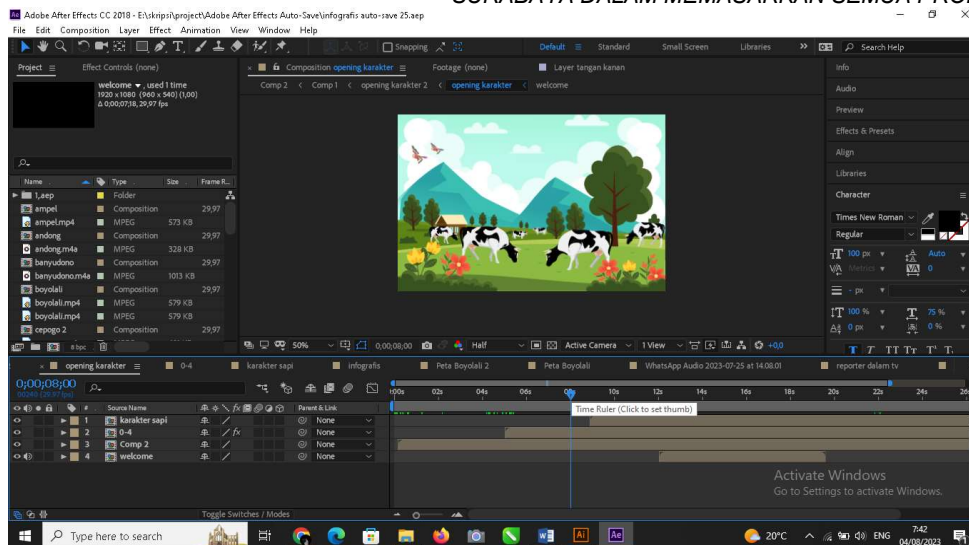 SURABAYA DALAM MEMASARKAN SEMUA PRO
Adobe After Effects CC 2018 - E:\skripsi\project\Adobe After Effects Auto-Save\infografis auto-save 25.aep
File Edit Composition Layer Effect Animation View Window Help
Snapping Default Standard Small Screen Libraries Search Help
Project Effect Controls (none) Composition opening karakter Footage (none) Layer tangan kanan Info
welcome, used 1 time Comp 2 Comp 1 opening karakter 2 opening karakter welcome
1920 x 1080 (960 x 540) (1,00)
Δ 0;00;07;18, 29,97 fps
Audio
Preview
Effects & Presets
Align
Libraries
Name Type Size Frame R...
1,aep Folder
ampel Composition 29,97
ampel.mp4 MPEG 573 KB
andong Composition 29,97
andong.m4a MPEG 328 KB
banyudono Composition 29,97
banyudono.m4a MPEG 1013 KB
boyolali Composition 29,97
boyolali.mp4 MPEG 579 KB
boyolali.mp4 MPEG 579 KB
cepogo 2 Composition 29,97
Character
Times New Roman
Regular
100 px Auto
Metrics 0
- px
100 % 75 %
0 px 0 %
T T TT Tт T' T,
8 bpc 50% 0;00;08;00 Half Active Camera 1 View +0,0
opening karakter 0-4 karakter sapi infografis Peta Boyolali 2 Peta Boyolali WhatsApp Audio 2023-07-25 at 14.08.01 reporter dalam tv
0;00;08;00
00240 (29.97 fps)
02s 04s 06s 10s 12s 14s 16s 18s 20s 22s 24s 26s
# Source Name Parent & Link
Time Ruler (Click to set thumb)
1 karakter sapi None
2 0-4 None
3 Comp 2 None
4 welcome None
Activate Windows
Go to Settings to activate Windows.
Toggle Switches / Modes
Type here to search 20°C ENG 7:42
04/08/2023